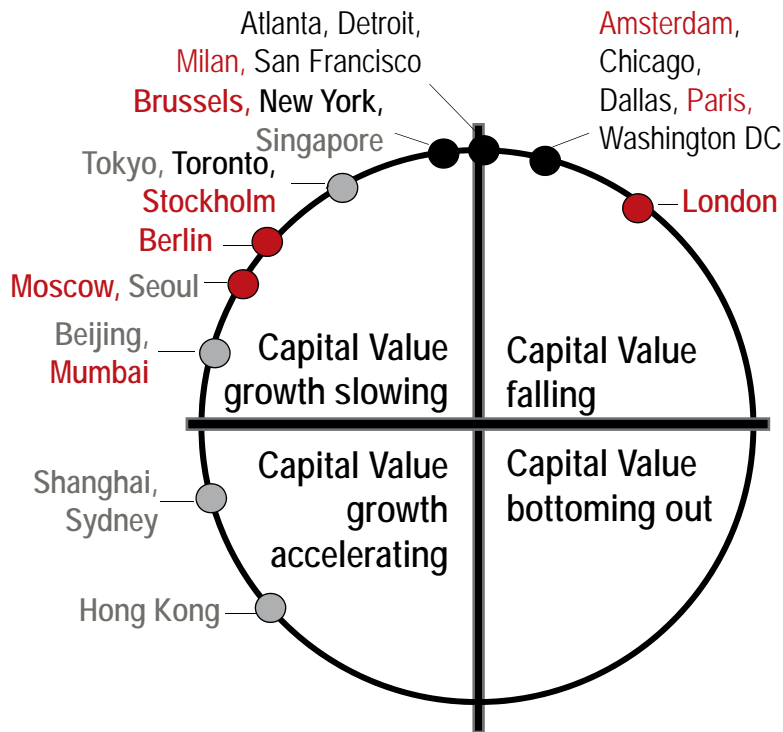 Atlanta, Detroit,
Milan, San Francisco
Brussels, New York,
Singapore
Amsterdam,
Chicago,
Dallas, Paris,
Washington DC
Tokyo, Toronto,
Stockholm
London
Berlin
Moscow, Seoul
Beijing,
Mumbai
Capital Value
growth slowing
Capital Value
falling
Shanghai,
Sydney
Capital Value
growth
accelerating
Capital Value
bottoming out
Hong Kong